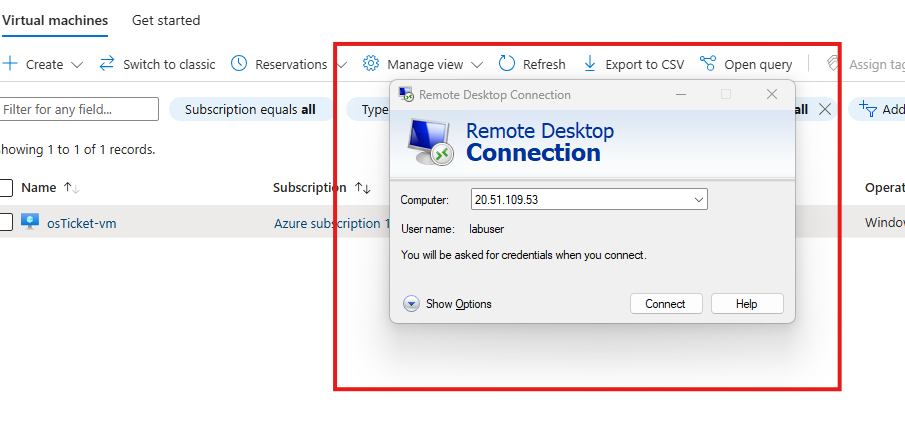 Virtual machines Get started
Create Switch to classic Reservations Manage view Refresh Export to CSV Open query Assign tag
Filter for any field... Subscription equals all Type all Add
howing 1 to 1 of 1 records.
Name Subscription Operat
osTicket-vm Azure subscription 1 Window
Remote Desktop Connection
Remote Desktop
Connection
Computer: 20.51.109.53
User name: labuser
You will be asked for credentials when you connect.
Show Options Connect Help